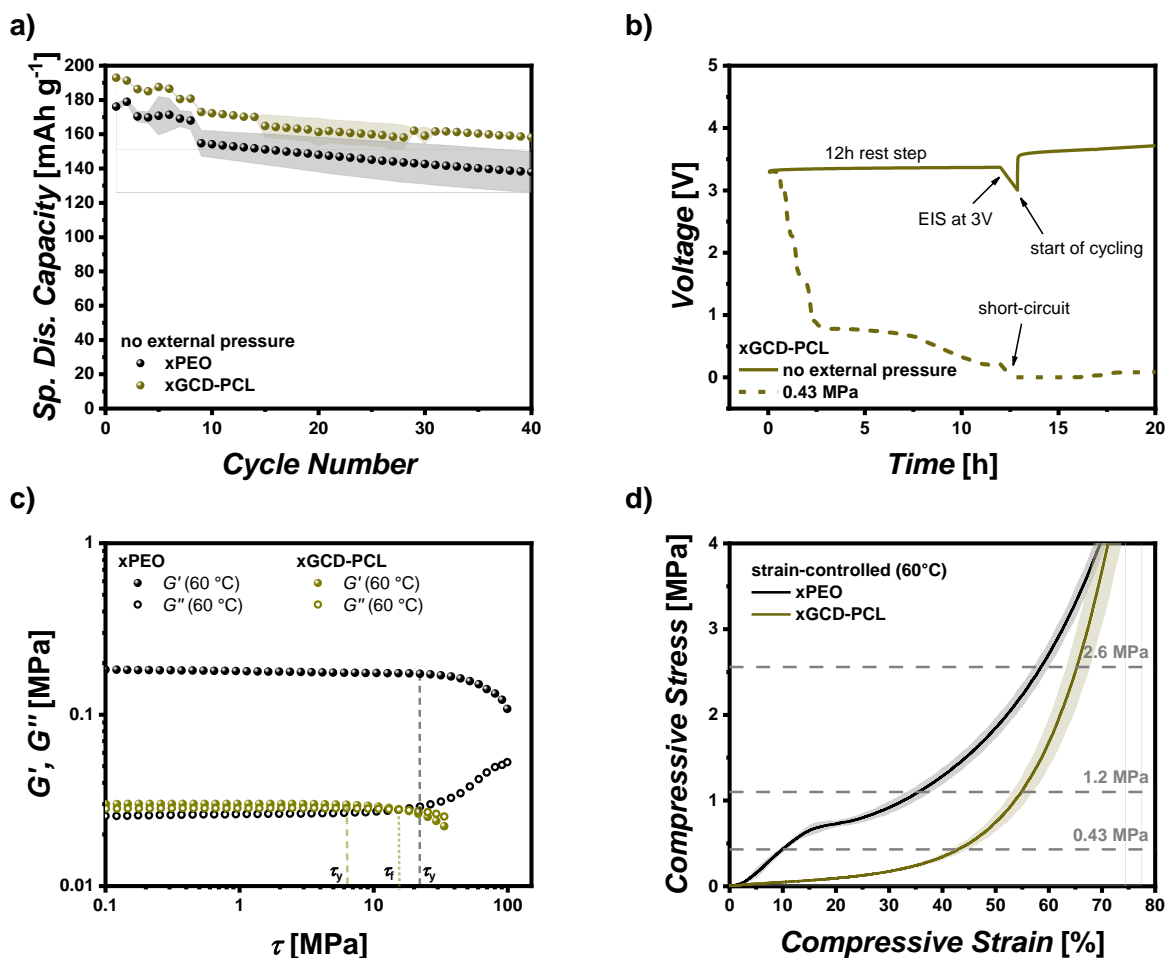 a)
200
180
160
140
120
100
80
60
40
20
0
Sp. Dis. Capacity [mAh g⁻¹]
no external pressure
xPEO
xGCD-PCL
0
10
20
30
40
Cycle Number
b)
5
4
3
2
1
0
Voltage [V]
12h rest step
EIS at 3V
start of cycling
short-circuit
xGCD-PCL
no external pressure
0.43 MPa
0
5
10
15
20
Time [h]
c)
1
0.1
0.01
G', G'' [MPa]
xPEO
G' (60 °C)
G'' (60 °C)
xGCD-PCL
G' (60 °C)
G'' (60 °C)
τy
τf
τy
0.1
1
10
100
τ [MPa]
d)
4
3
2
1
0
Compressive Stress [MPa]
strain-controlled (60°C)
xPEO
xGCD-PCL
2.6 MPa
1.2 MPa
0.43 MPa
0
10
20
30
40
50
60
70
80
Compressive Strain [%]